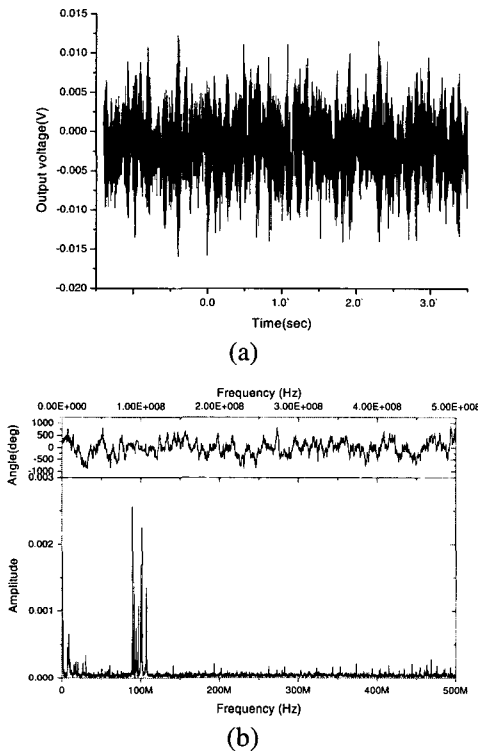 0.015
0.010
0.005
0.000
-0.005
-0.010
-0.015
-0.020
Output voltage(V)
0.0 1.0 2.0 3.0
Time(sec)
(a)
Frequency (Hz)
0.00E+000 1.00E+008 2.00E+008 3.00E+008 4.00E+008 5.00E+008
1000
500
0
-500
-1000
Angle(deg)
0.003
0.002
0.001
0.000
Amplitude
0 100M 200M 300M 400M 500M
Frequency (Hz)
(b)